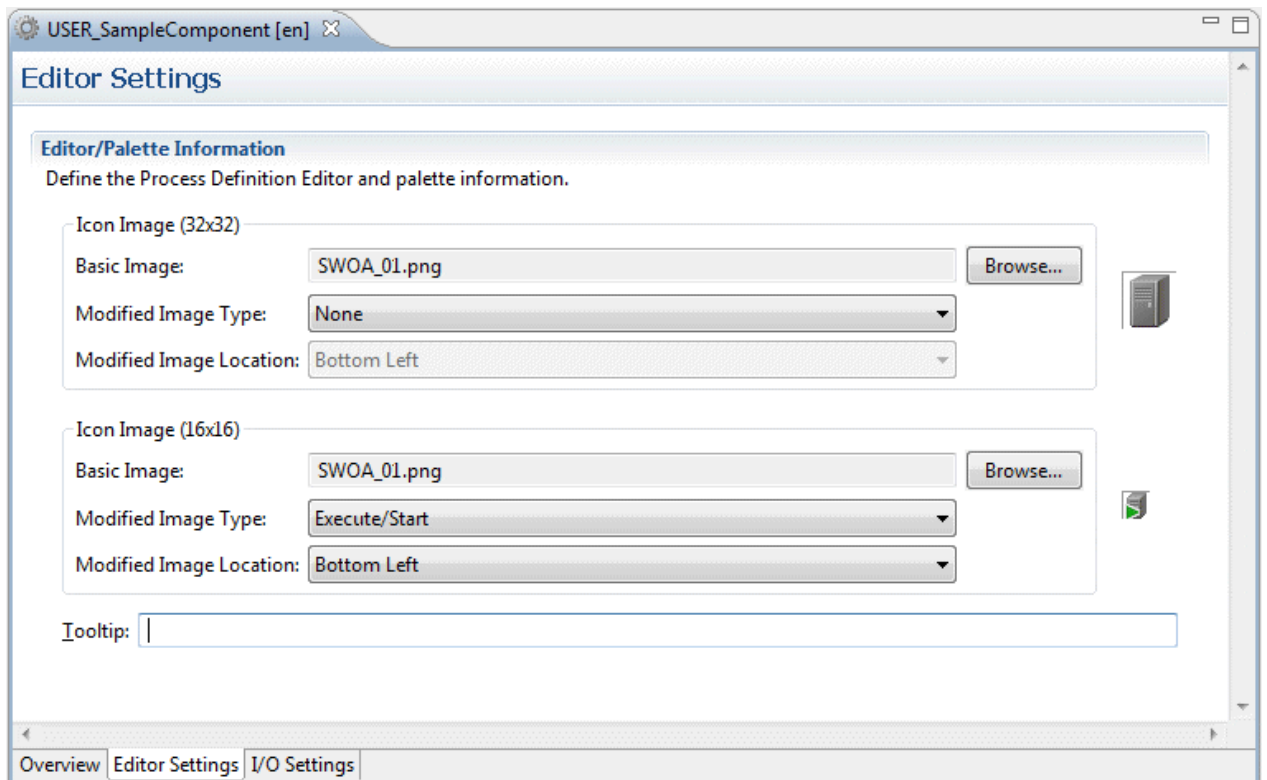 USER_SampleComponent [en]
Editor Settings
Editor/Palette Information
Define the Process Definition Editor and palette information.
Icon Image (32x32)
Basic Image: SWOA_01.png Browse...
Modified Image Type: None
Modified Image Location: Bottom Left
Icon Image (16x16)
Basic Image: SWOA_01.png Browse...
Modified Image Type: Execute/Start
Modified Image Location: Bottom Left
Tooltip:
Overview Editor Settings I/O Settings